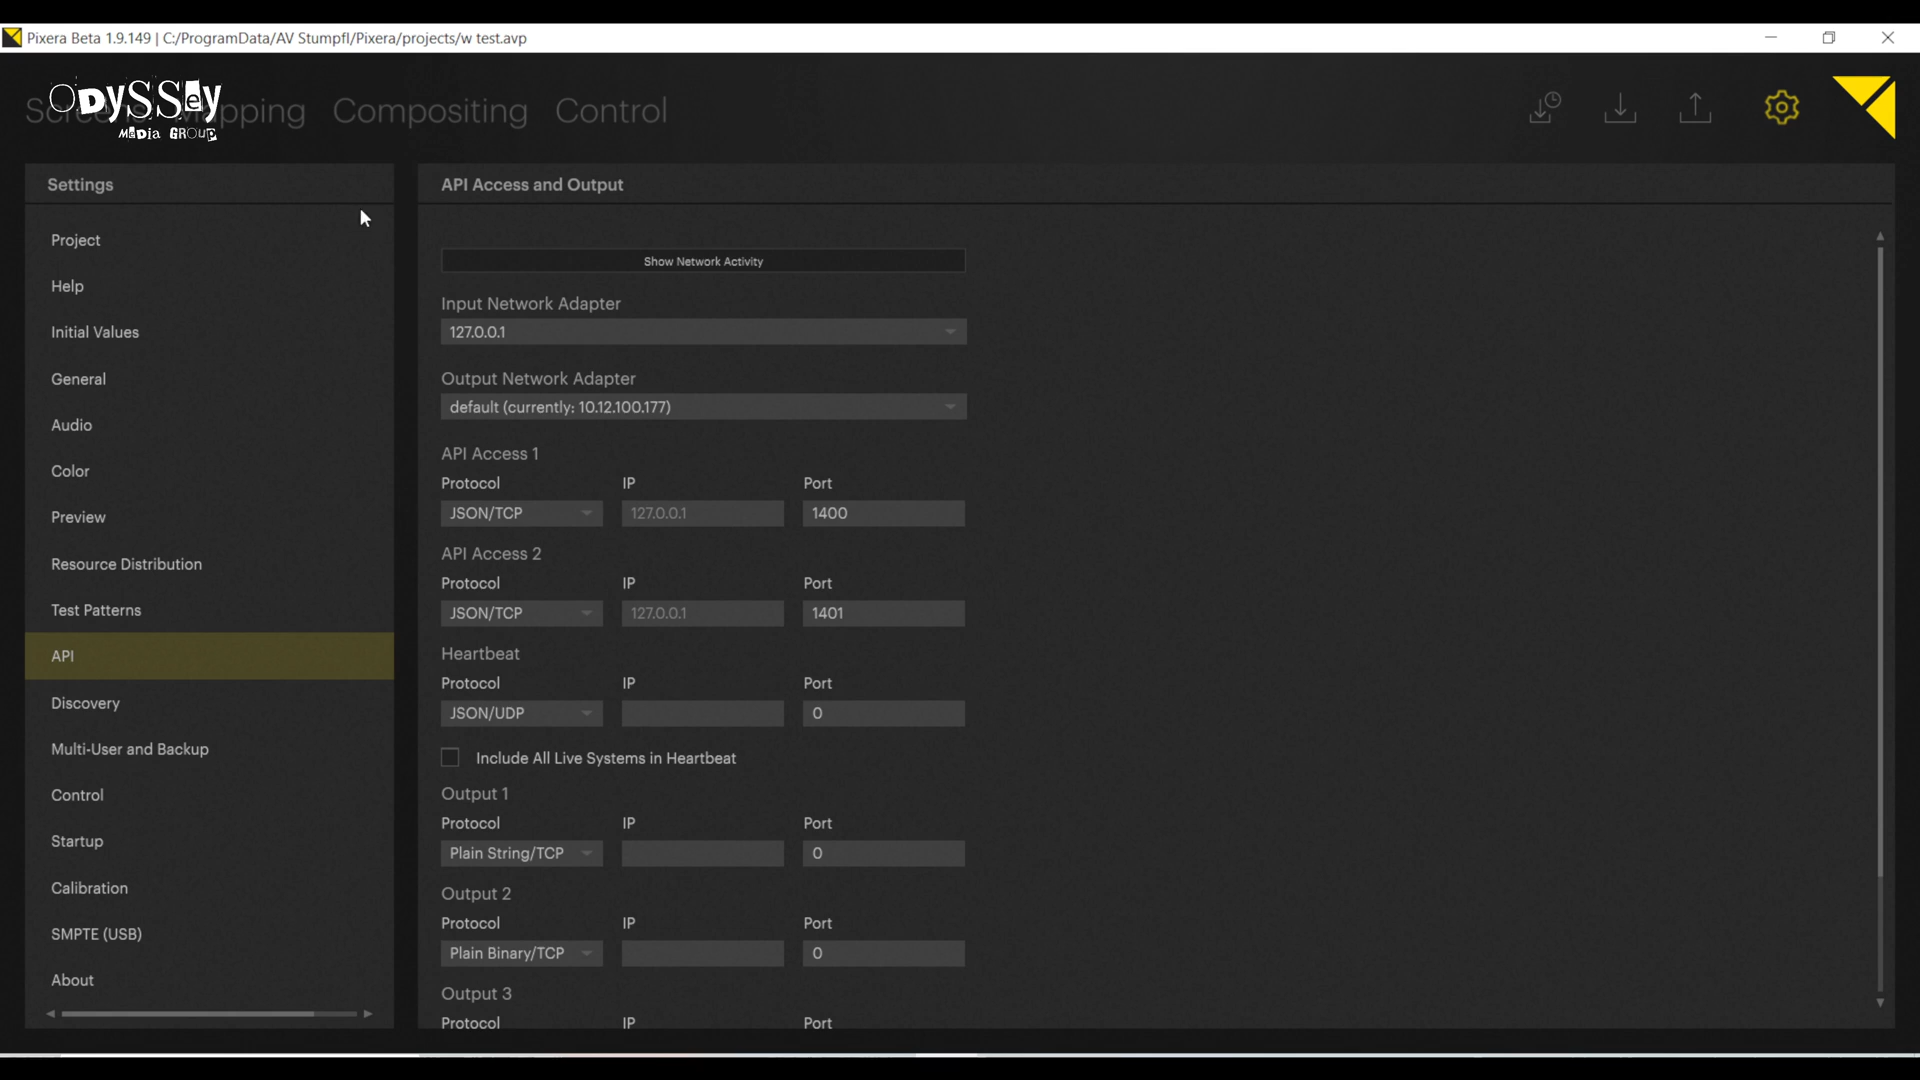 Pixera Beta 1.9.149 | C:/ProgramData/AV Stumpfl/Pixera/projects/w test.avp
ODySSEy
MeDia GROUp
Screens Mapping Compositing Control
Settings
Project
Help
Initial Values
General
Audio
Color
Preview
Resource Distribution
Test Patterns
API
Discovery
Multi-User and Backup
Control
Startup
Calibration
SMPTE (USB)
About
API Access and Output
Show Network Activity
Input Network Adapter
127.0.0.1
Output Network Adapter
default (currently: 10.12.100.177)
API Access 1
Protocol IP Port
JSON/TCP 127.0.0.1 1400
API Access 2
Protocol IP Port
JSON/TCP 127.0.0.1 1401
Heartbeat
Protocol IP Port
JSON/UDP 0
Include All Live Systems in Heartbeat
Output 1
Protocol IP Port
Plain String/TCP 0
Output 2
Protocol IP Port
Plain Binary/TCP 0
Output 3
Protocol IP Port